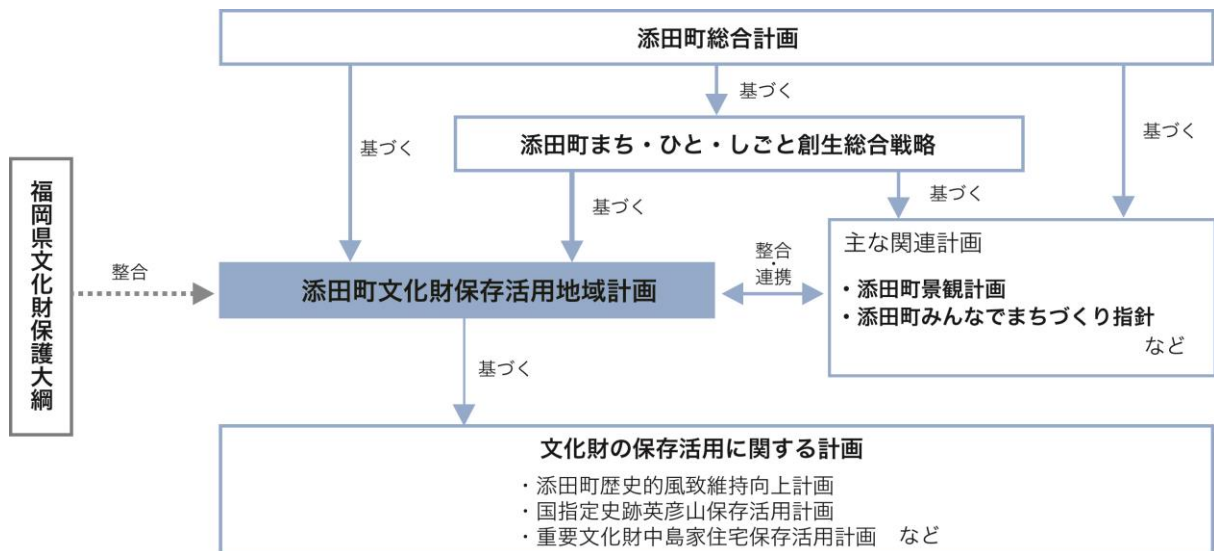 添田町総合計画
基づく
基づく
基づく
添田町まち・ひと・しごと創生総合戦略
基づく
基づく
福岡県文化財保護大綱
整合
添田町文化財保存活用地域計画
整合・連携
主な関連計画
・添田町景観計画
・添田町みんなでまちづくり指針
など
基づく
文化財の保存活用に関する計画
・添田町歴史的風致維持向上計画
・国指定史跡英彦山保存活用計画
・重要文化財中島家住宅保存活用計画 など